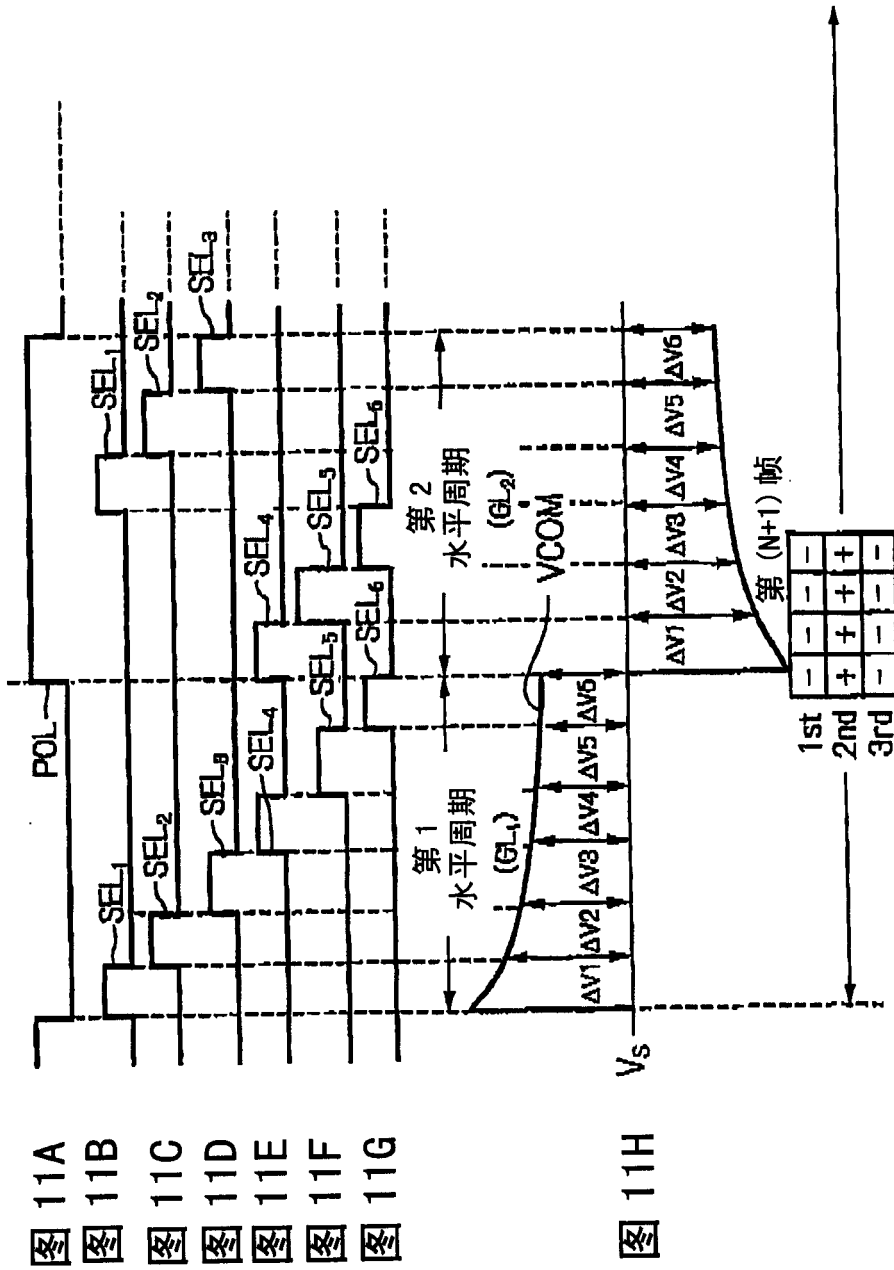 图 11A
图 11B
图 11C
图 11D
图 11E
图 11F
图 11G
图 11H
POL
SEL1
SEL2
SEL3
SEL4
SEL5
SEL6
SEL4
SEL5
SEL6
SEL1
SEL2
SEL3
第 1
水平周期
(GL1)
第 2
水平周期
(GL2)
VCOM
VS
ΔV1
ΔV2
ΔV3
ΔV4
ΔV5
ΔV6
ΔV1
ΔV2
ΔV3
ΔV4
ΔV5
ΔV6
第 (N+1) 帧
1st - - - -
2nd + + + +
3rd - - - -